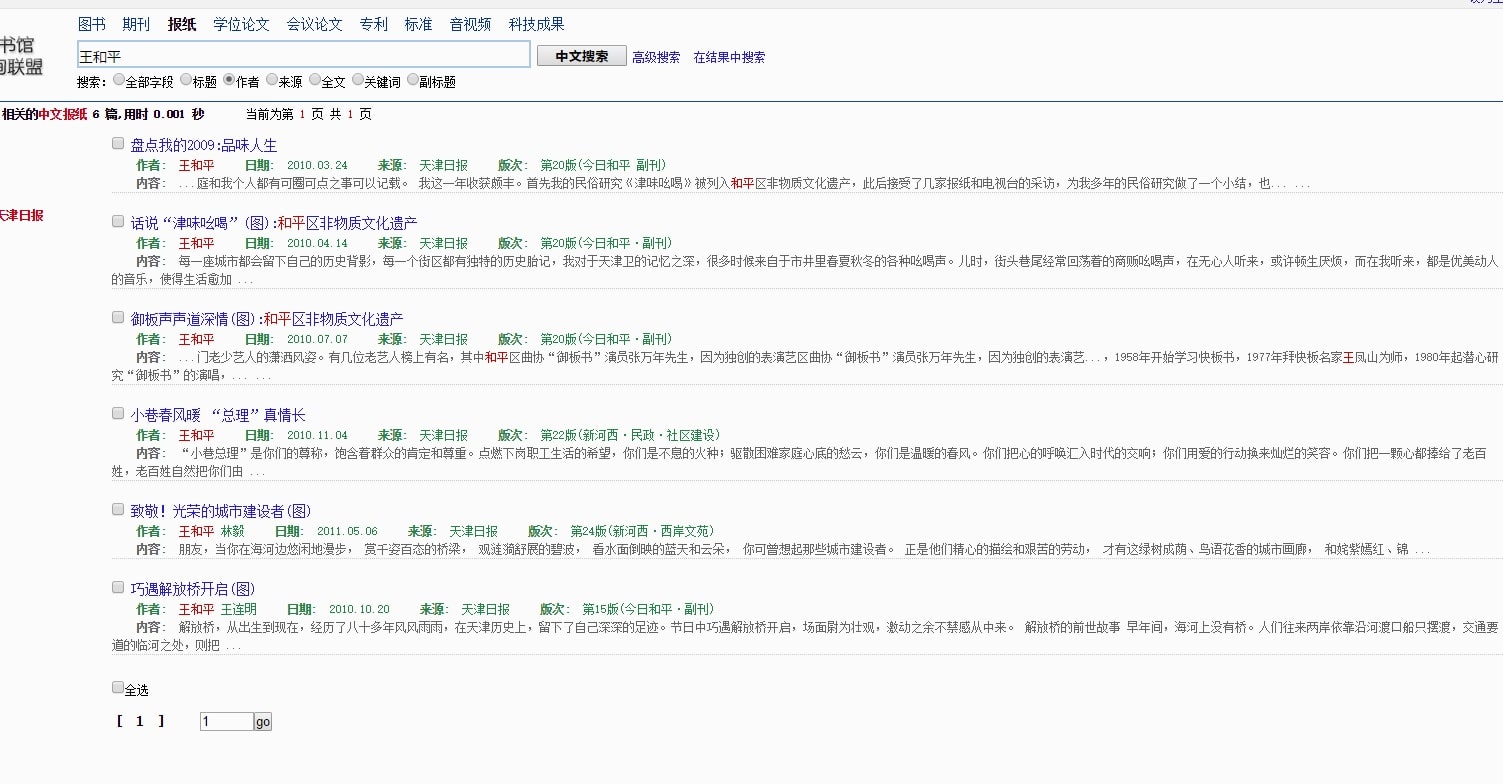 图书 期刊 报纸 学位论文 会议论文 专利 标准 音视频 科技成果
书馆
间联盟
王和平 中文搜索 高级搜索 在结果中搜索
搜索: 全部字段 标题 作者 来源 全文 关键词 副标题
相关的中文报纸 6 篇,用时 0.001 秒 当前为第 1 页 共 1 页
天津日报
盘点我的2009:品味人生
作者: 王和平 日期: 2010.03.24 来源: 天津日报 版次: 第20版(今日和平 副刊)
内容: ...庭和我个人都有可圈可点之事可以记载。 我这一年收获颇丰。首先我的民俗研究《津味吆喝》被列入和平区非物质文化遗产，此后接受了几家报纸和电视台的采访，为我多年的民俗研究做了一个小结，也... ...
话说“津味吆喝”(图):和平区非物质文化遗产
作者: 王和平 日期: 2010.04.14 来源: 天津日报 版次: 第20版(今日和平·副刊)
内容: 每一座城市都会留下自己的历史背影，每一个街区都有独特的历史胎记，我对于天津卫的记忆之深，很多时候来自于市井里春夏秋冬的各种吆喝声。儿时，街头巷尾经常回荡着的商贩吆喝声，在无心人听来，或许顿生厌烦，而在我听来，都是优美动人
的音乐，使得生活愈加 ...
御板声声道深情(图):和平区非物质文化遗产
作者: 王和平 日期: 2010.07.07 来源: 天津日报 版次: 第20版(今日和平·副刊)
内容: ...门老少艺人的潇洒风姿。有几位老艺人榜上有名，其中和平区曲协“御板书”演员张万年先生，因为独创的表演艺区曲协“御板书”演员张万年先生，因为独创的表演艺...，1958年开始学习快板书，1977年拜快板名家王凤山为师，1980年起潜心研
究“御板书”的演唱，... ...
小巷春风暖 “总理”真情长
作者: 王和平 日期: 2010.11.04 来源: 天津日报 版次: 第22版(新河西·民政·社区建设)
内容: “小巷总理”是你们的尊称，饱含着群众的肯定和尊重。点燃下岗职工生活的希望，你们是不息的火种；驱散困难家庭心底的愁云，你们是温暖的春风。你们把心的呼唤汇入时代的交响；你们用爱的行动换来灿烂的笑容。你们把一颗心都捧给了老百
姓，老百姓自然把你们由 ...
致敬！光荣的城市建设者(图)
作者: 王和平 林毅 日期: 2011.05.06 来源: 天津日报 版次: 第24版(新河西·西岸文苑)
内容: 朋友，当你在海河边悠闲地漫步， 赏千姿百态的桥梁， 观涟漪舒展的碧波， 看水面倒映的蓝天和云朵， 你可曾想起那些城市建设者。 正是他们精心的描绘和艰苦的劳动， 才有这绿树成荫、鸟语花香的城市画廊， 和姹紫嫣红、锦 ...
巧遇解放桥开启(图)
作者: 王和平 王连明 日期: 2010.10.20 来源: 天津日报 版次: 第15版(今日和平·副刊)
内容: 解放桥，从出生到现在，经历了八十多年风风雨雨，在天津历史上，留下了自己深深的足迹。节日中巧遇解放桥开启，场面尉为壮观，激动之余不禁感从中来。 解放桥的前世故事 早年间，海河上没有桥。人们往来两岸依靠沿河渡口船只摆渡，交通要
道的临河之处，则把 ...
全选
[ 1 ] 1 go